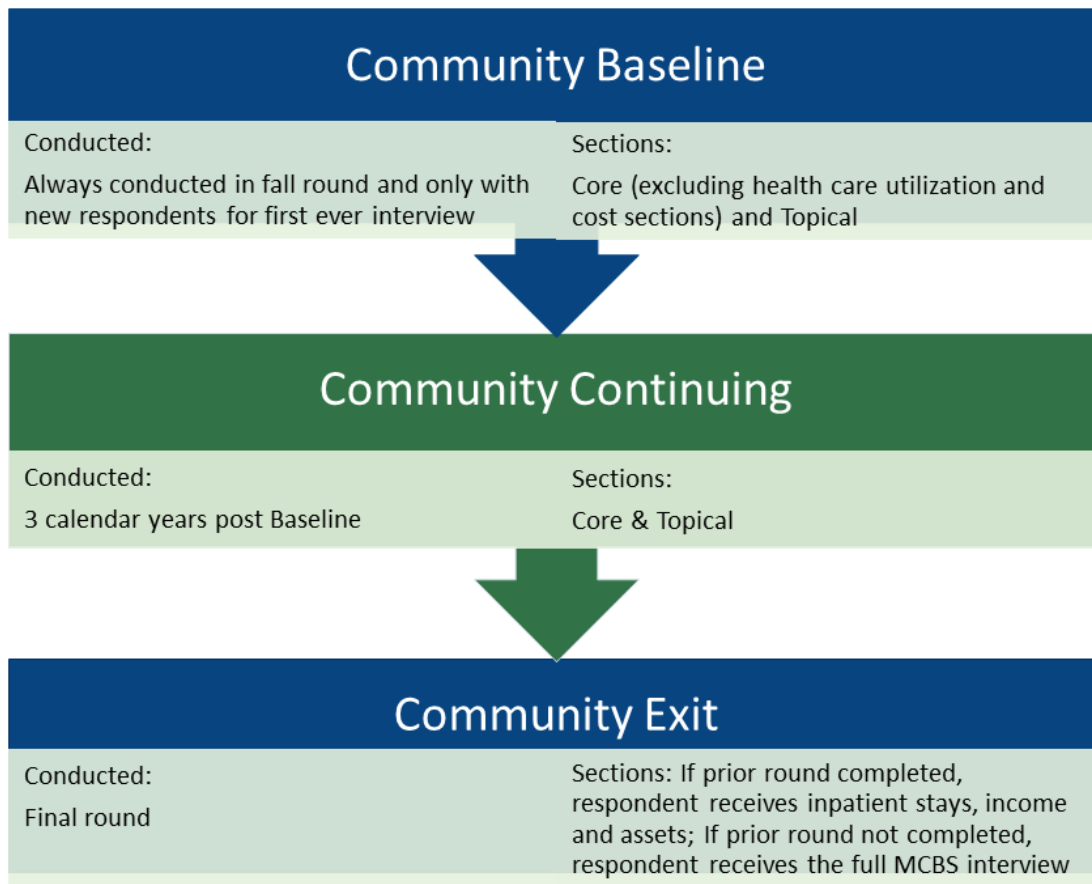 Community Baseline
Conducted:
Always conducted in fall round and only with
new respondents for first ever interview
Sections:
Core (excluding health care utilization and
cost sections) and Topical
Community Continuing
Conducted:
3 calendar years post Baseline
Sections:
Core & Topical
Community Exit
Conducted:
Final round
Sections: If prior round completed,
respondent receives inpatient stays, income
and assets; If prior round not completed,
respondent receives the full MCBS interview